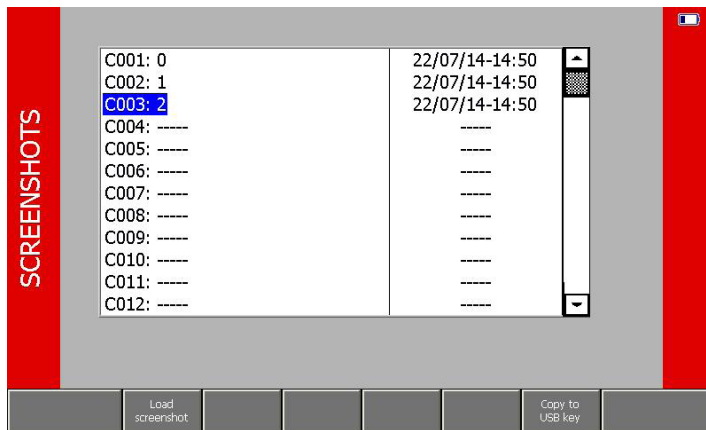 SCREENSHOTS
C001: 0 22/07/14-14:50
C002: 1 22/07/14-14:50
C003: 2 22/07/14-14:50
C004: ----- -----
C005: ----- -----
C006: ----- -----
C007: ----- -----
C008: ----- -----
C009: ----- -----
C010: ----- -----
C011: ----- -----
C012: ----- -----
Load
screenshot
Copy to
USB key